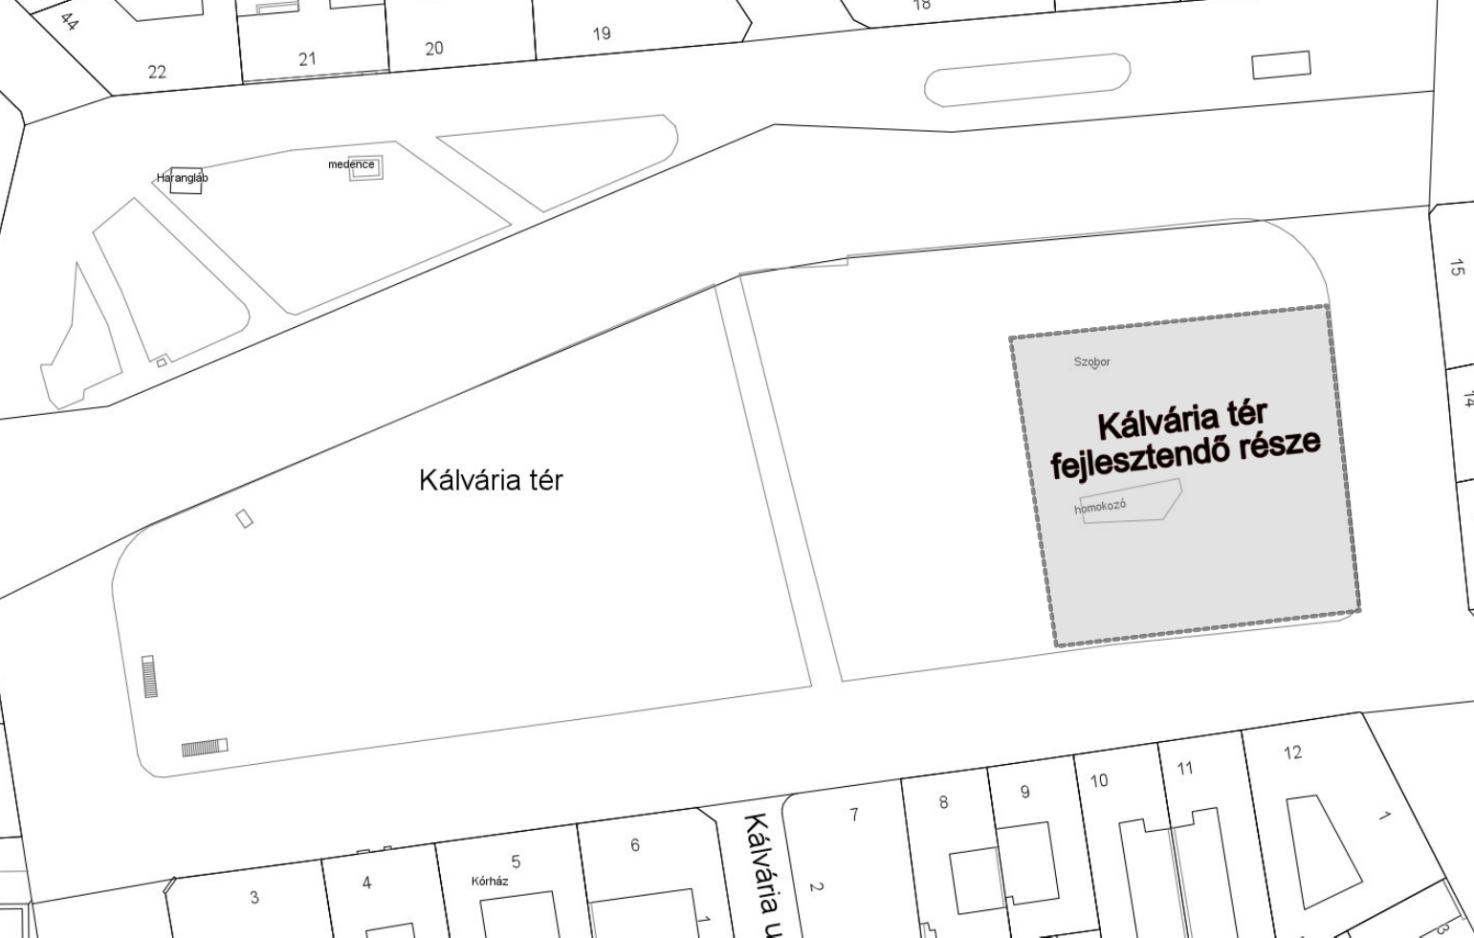 44
22
21
20
19
18
Harangláb
medence
15
14
Szobor
Kálvária tér
fejlesztendő része
homokozó
Kálvária tér
3
4
5
Kórház
6
1
Kálvária u
7
2
8
9
10
11
12
1
3